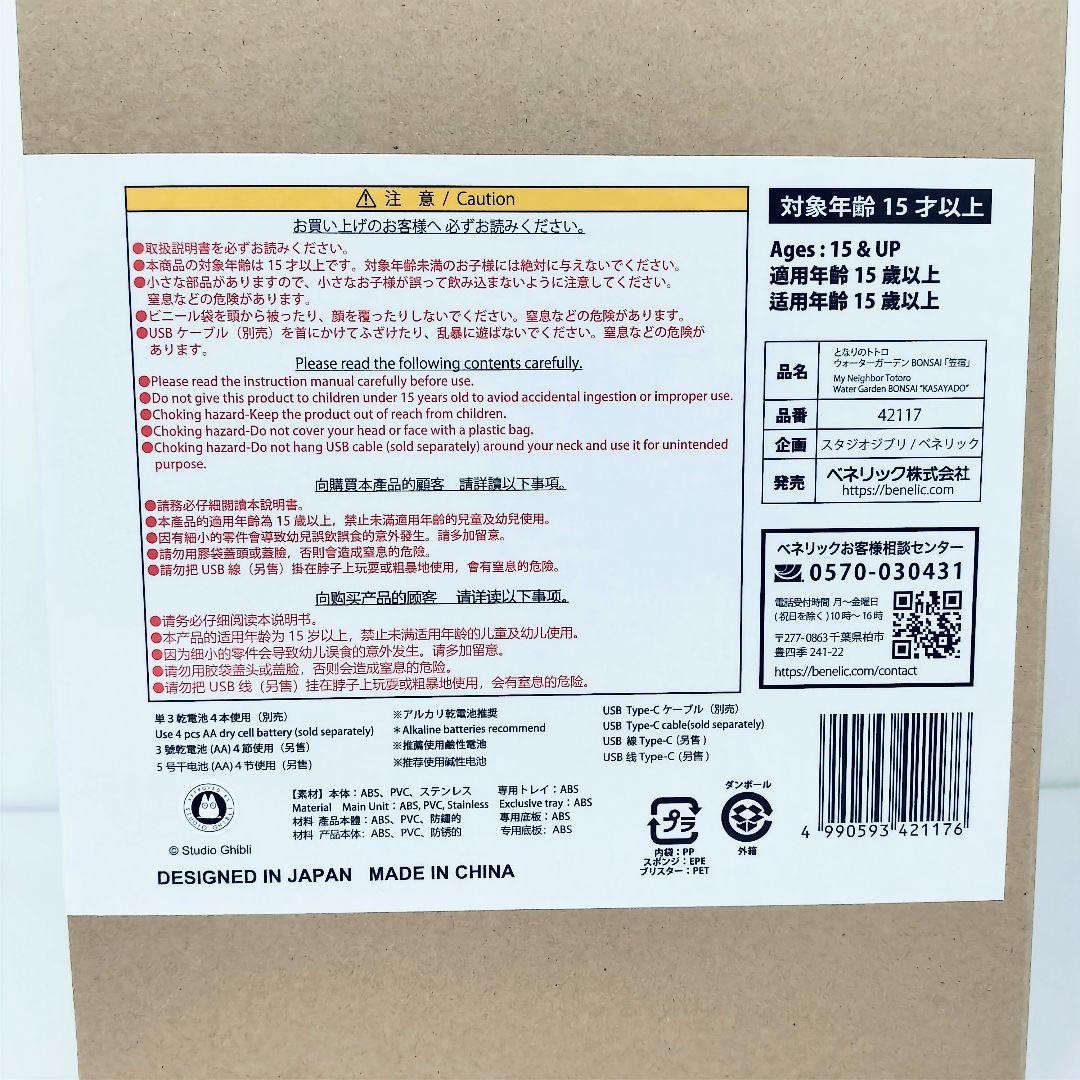 ⚠ 注 意 / Caution
お買い上げのお客様へ 必ずお読みください。
●取扱説明書を必ずお読みください。
●本商品の対象年齢は 15 才以上です。対象年齢未満のお子様には絶対に与えないでください。
●小さな部品がありますので、小さなお子様が誤って飲み込まないように注意してください。
窒息などの危険があります。
●ビニール袋を頭から被ったり、顔を覆ったりしないでください。窒息などの危険があります。
●USB ケーブル（別売）を首にかけてふざけたり、乱暴に遊ばないでください。窒息などの危険が
あります。
Please read the following contents carefully.
●Please read the instruction manual carefully before use.
●Do not give this product to children under 15 years old to aviod accidental ingestion or improper use.
●Choking hazard-Keep the product out of reach from children.
●Choking hazard-Do not cover your head or face with a plastic bag.
●Choking hazard-Do not hang USB cable (sold separately) around your neck and use it for unintended
purpose.
向購買本產品的顧客 請詳讀以下事項。
●請務必仔細閱讀本說明書。
●本產品的適用年齡為 15 歲以上，禁止未滿適用年齡的兒童及幼兒使用。
●因有細小的零件會導致幼兒誤飲誤食的意外發生。請多加留意。
●請勿用膠袋蓋頭或蓋臉，否則會造成窒息的危險。
●請勿把 USB 線（另售）掛在脖子上玩耍或粗暴地使用，會有窒息的危險。
向购买产品的顾客 请详读以下事项。
●请务必仔细阅读本说明书。
●本产品的适用年龄为 15 岁以上，禁止未满适用年龄的儿童及幼儿使用。
●因为细小的零件会导致幼儿误食的意外发生。请多加留意。
●请勿用胶袋盖头或盖脸，否则会造成窒息的危险。
●请勿把 USB 线（另售）挂在脖子上玩耍或粗暴地使用，会有窒息的危险。
対象年齢 15 才以上
Ages : 15 & UP
適用年齡 15 歲以上
适用年齢 15 歳以上
品名
となりのトトロ
ウォーターガーデン BONSAI「笠宿」
My Neighbor Totoro
Water Garden BONSAI "KASAYADO"
品番 42117
企画 スタジオジブリ / ベネリック
発売 ベネリック株式会社
https://benelic.com
ベネリックお客様相談センター
0570-030431
電話受付時間 月〜金曜日
( 祝日を除く ) 10 時〜 16 時
〒277- 0863 千葉県柏市
豊四季 241-22
https://benelic.com/contact
単 3 乾電池 4 本使用（別売）
Use 4 pcs AA dry cell battery (sold separately)
3 號乾電池 (AA) 4 節使用（另售）
5 号干电池 (AA) 4 节使用（另售）
※アルカリ乾電池推奨
＊Alkaline batteries recommend
※推薦使用鹼性電池
※推荐使用碱性电池
USB Type-C ケーブル（別売）
USB Type-C cable(sold separately)
USB 線 Type-C (另售 )
USB 线 Type-C (另售 )
APPROVED BY STUDIO GHIBLI
© Studio Ghibli
【素材】本体：ABS、PVC、ステンレス 専用トレイ：ABS
Material Main Unit : ABS, PVC, Stainless Exclusive tray : ABS
材料 產品本體：ABS、PVC、防鏽的 專用底板：ABS
材料 产品本体：ABS、PVC、防锈的 专用底板：ABS
DESIGNED IN JAPAN MADE IN CHINA
プラ
内袋：PP
スポンジ：EPE
ブリスター：PET
ダンボール
外箱
4 990593 421176